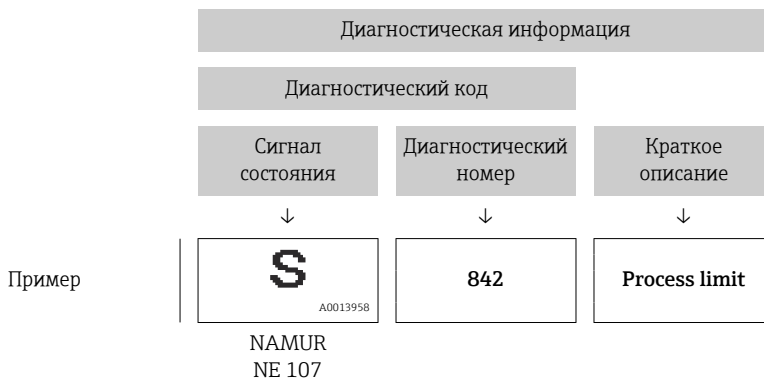 Диагностическая информация
Диагностический код
Сигнал
состояния
Диагностический
номер
Краткое
описание
↓ ↓ ↓
Пример
S
A0013958
842
Process limit
NAMUR
NE 107